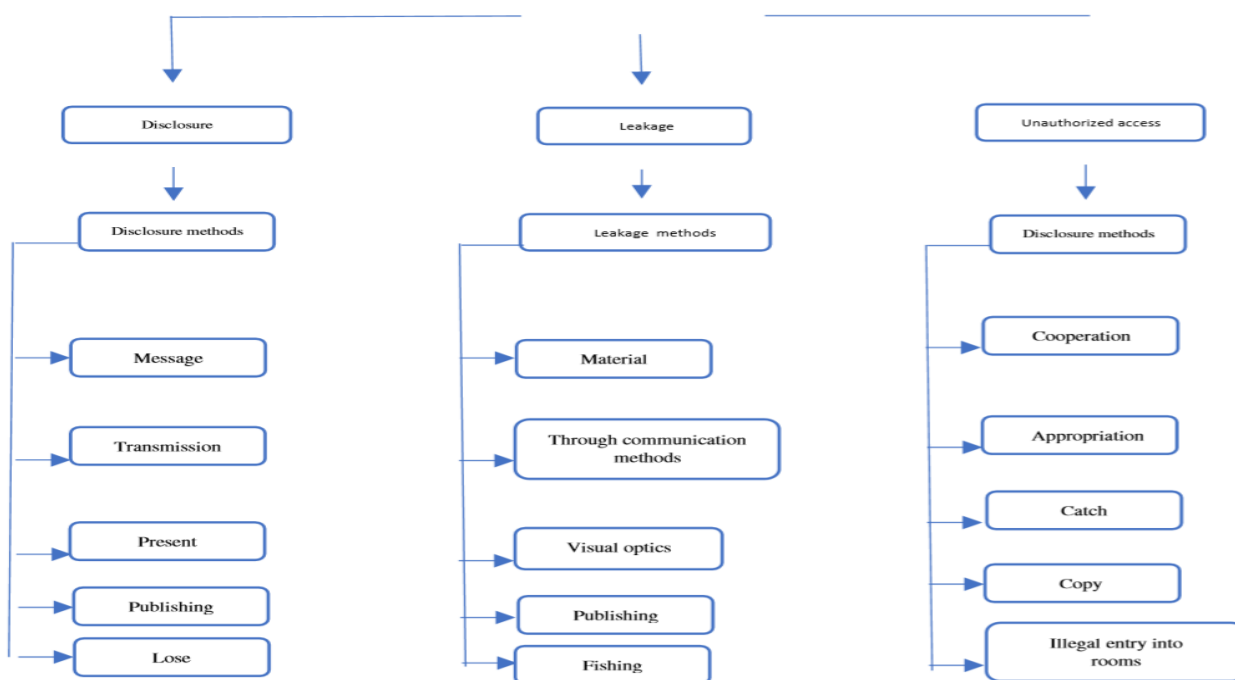 Disclosure
Leakage
Unauthorized access
Disclosure methods
Leakage methods
Disclosure methods
Message
Transmission
Present
Publishing
Lose
Material
Through communication
methods
Visual optics
Publishing
Fishing
Cooperation
Appropriation
Catch
Copy
Illegal entry into
rooms